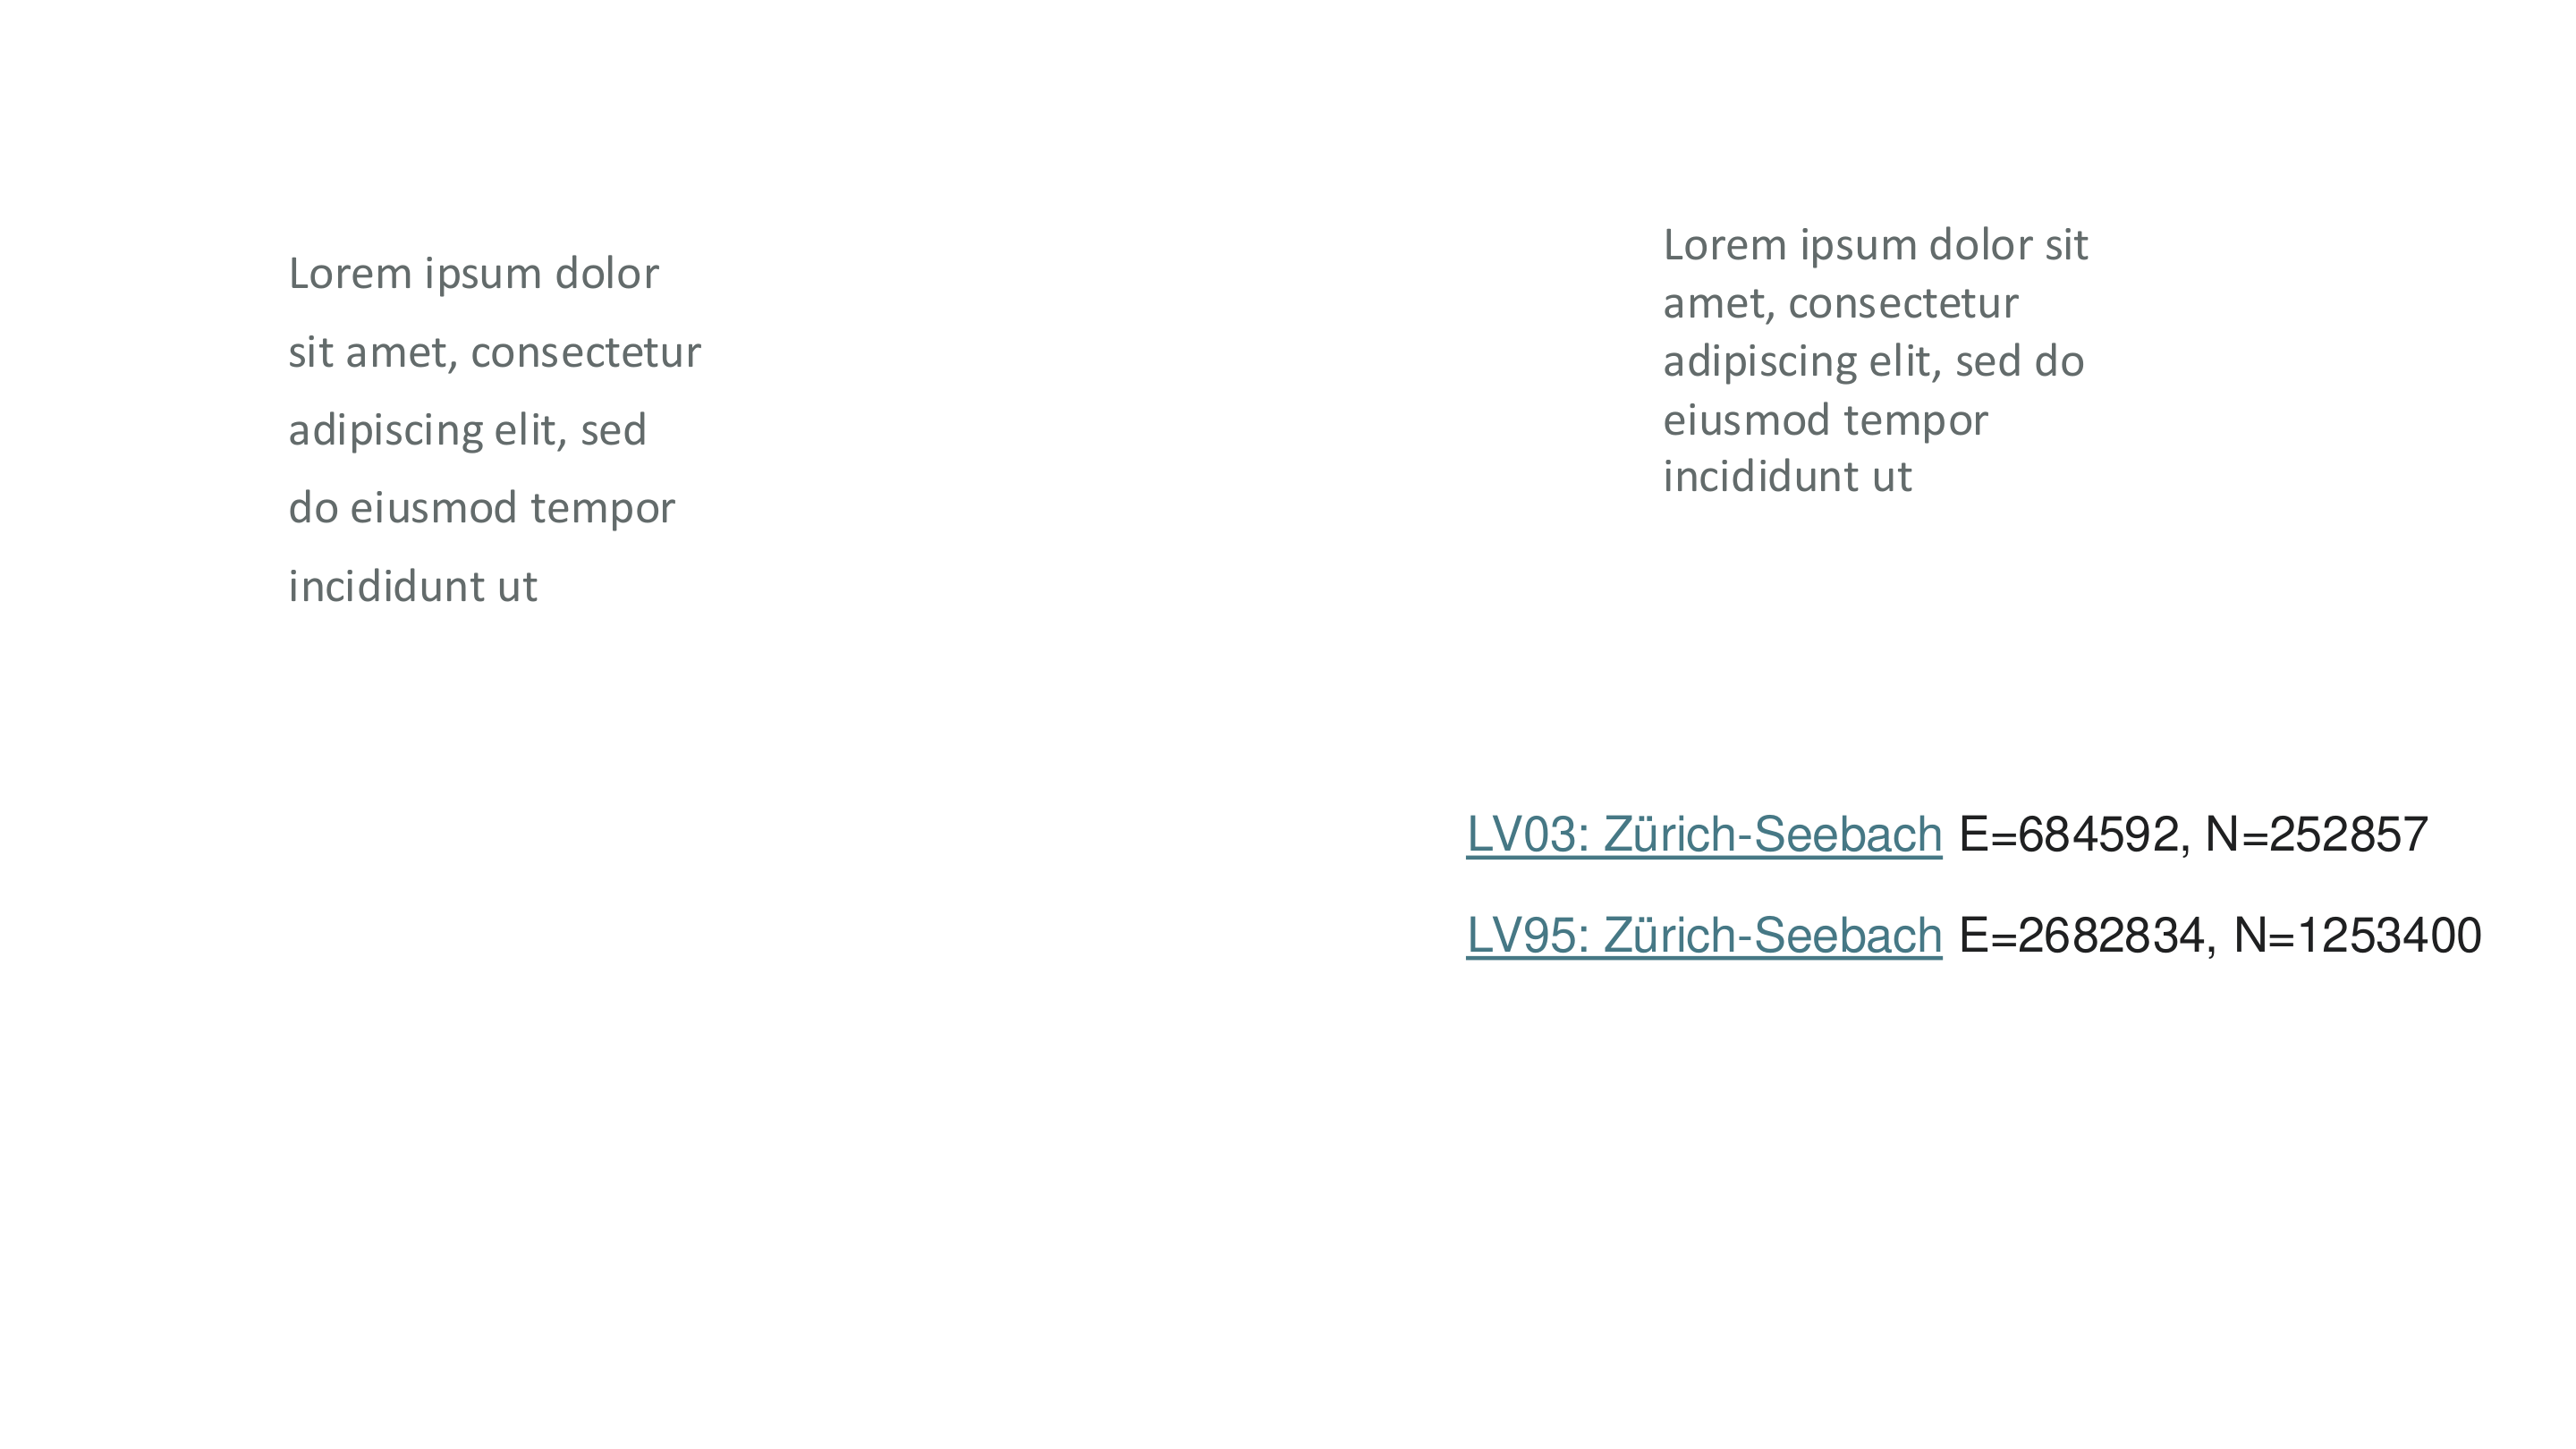 Lorem ipsum dolor
sit amet, consectetur
adipiscing elit, sed
do eiusmod tempor
incididunt ut
Lorem ipsum dolor sit
amet, consectetur
adipiscing elit, sed do
eiusmod tempor
incididunt ut
LV03: Zürich-Seebach E=684592, N=252857
LV95: Zürich-Seebach E=2682834, N=1253400